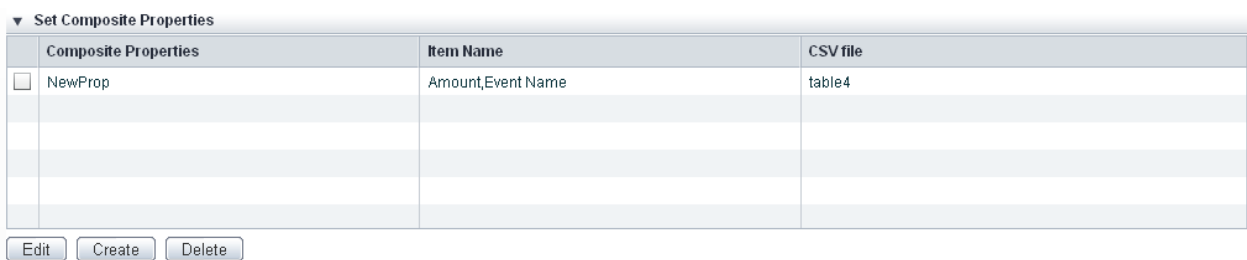 ▼ Set Composite Properties
Composite Properties Item Name CSV file
NewProp Amount,Event Name table4
Edit Create Delete